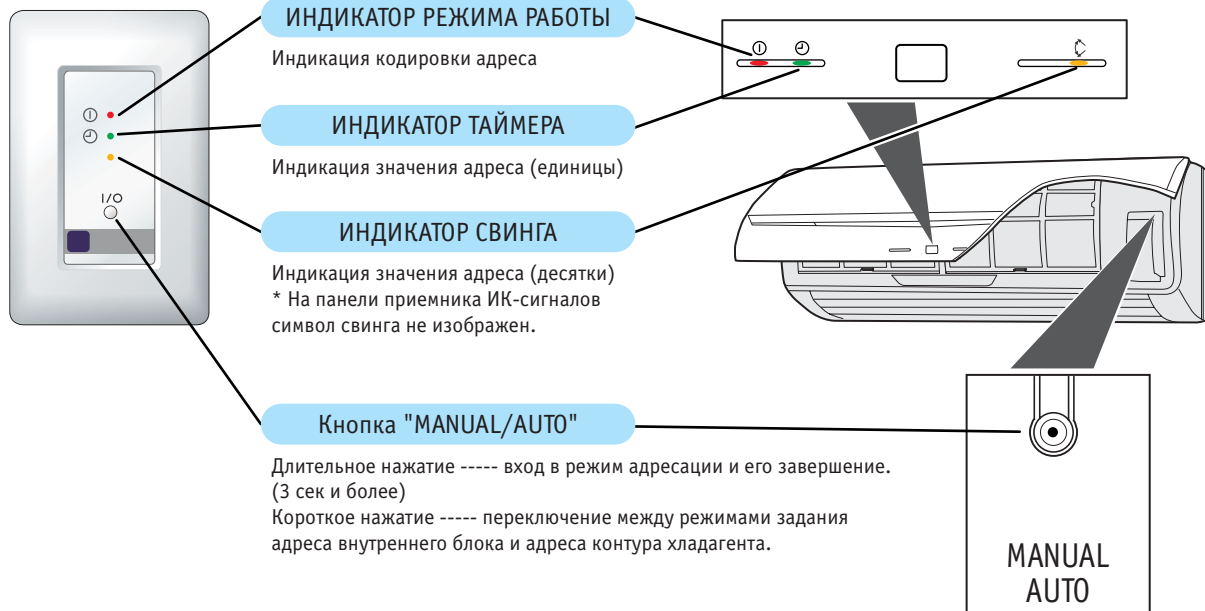 ИНДИКАТОР РЕЖИМА РАБОТЫ
Индикация кодировки адреса
ИНДИКАТОР ТАЙМЕРА
Индикация значения адреса (единицы)
I/O
ИНДИКАТОР СВИНГА
Индикация значения адреса (десятки)
* На панели приемника ИК-сигналов
символ свинга не изображен.
Кнопка "MANUAL/AUTO"
Длительное нажатие ----- вход в режим адресации и его завершение.
(3 сек и более)
Короткое нажатие ----- переключение между режимами задания
адреса внутреннего блока и адреса контура хладагента.
MANUAL
AUTO